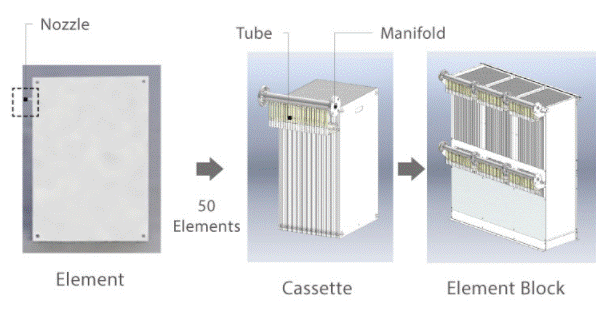 Nozzle
Tube
Manifold
50
Elements
Element
Cassette
Element Block